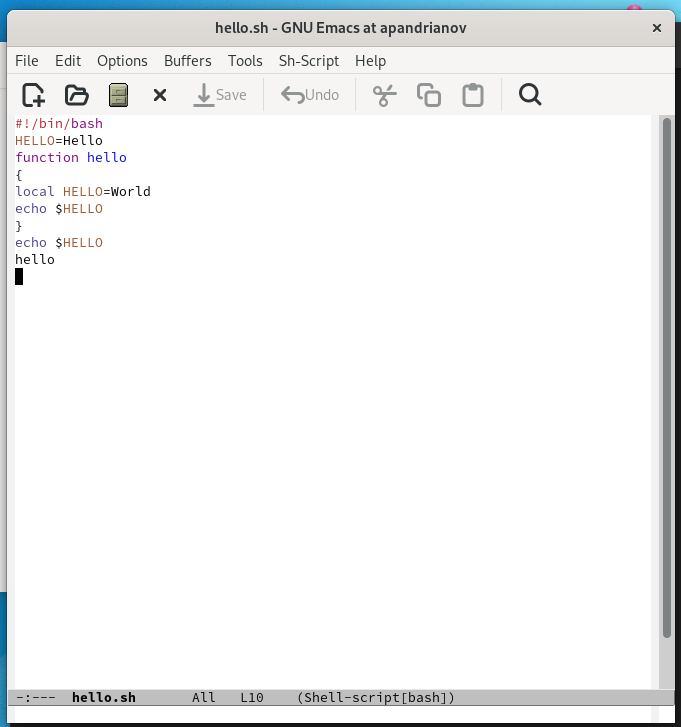 hello.sh - GNU Emacs at apandrianov
File Edit Options Buffers Tools Sh-Script Help
Save Undo
#!/bin/bash
HELLO=Hello
function hello
{
local HELLO=World
echo $HELLO
}
echo $HELLO
hello
-:--- hello.sh All L10 (Shell-script[bash])